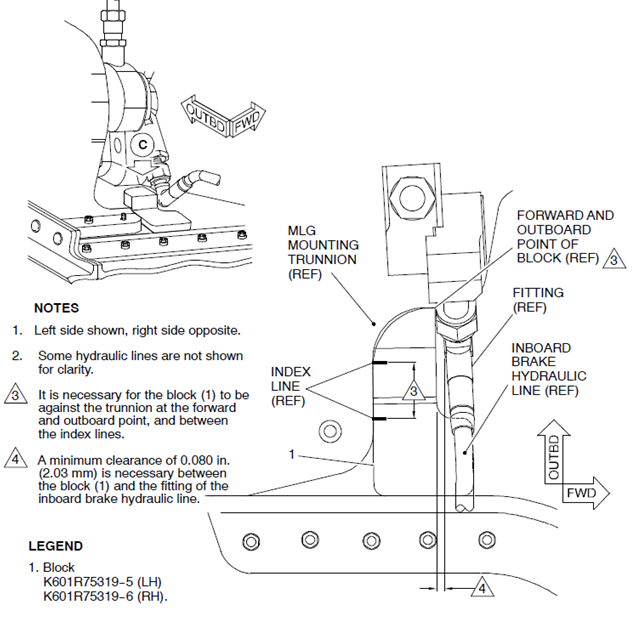 OUTBD
FWD
C
MLG
MOUNTING
TRUNNION
(REF)
FORWARD AND
OUTBOARD
POINT OF
BLOCK (REF)
3
FITTING
(REF)
INBOARD
BRAKE
HYDRAULIC
LINE (REF)
INDEX
LINE
(REF)
3
1
OUTBD
FWD
4
NOTES
1. Left side shown, right side opposite.
2. Some hydraulic lines are not shown
for clarity.
3 It is necessary for the block (1) to be
against the trunnion at the forward
and outboard point, and between
the index lines.
4 A minimum clearance of 0.080 in.
(2.03 mm) is necessary between
the block (1) and the fitting of the
inboard brake hydraulic line.
LEGEND
1. Block
K601R75319-5 (LH)
K601R75319-6 (RH).